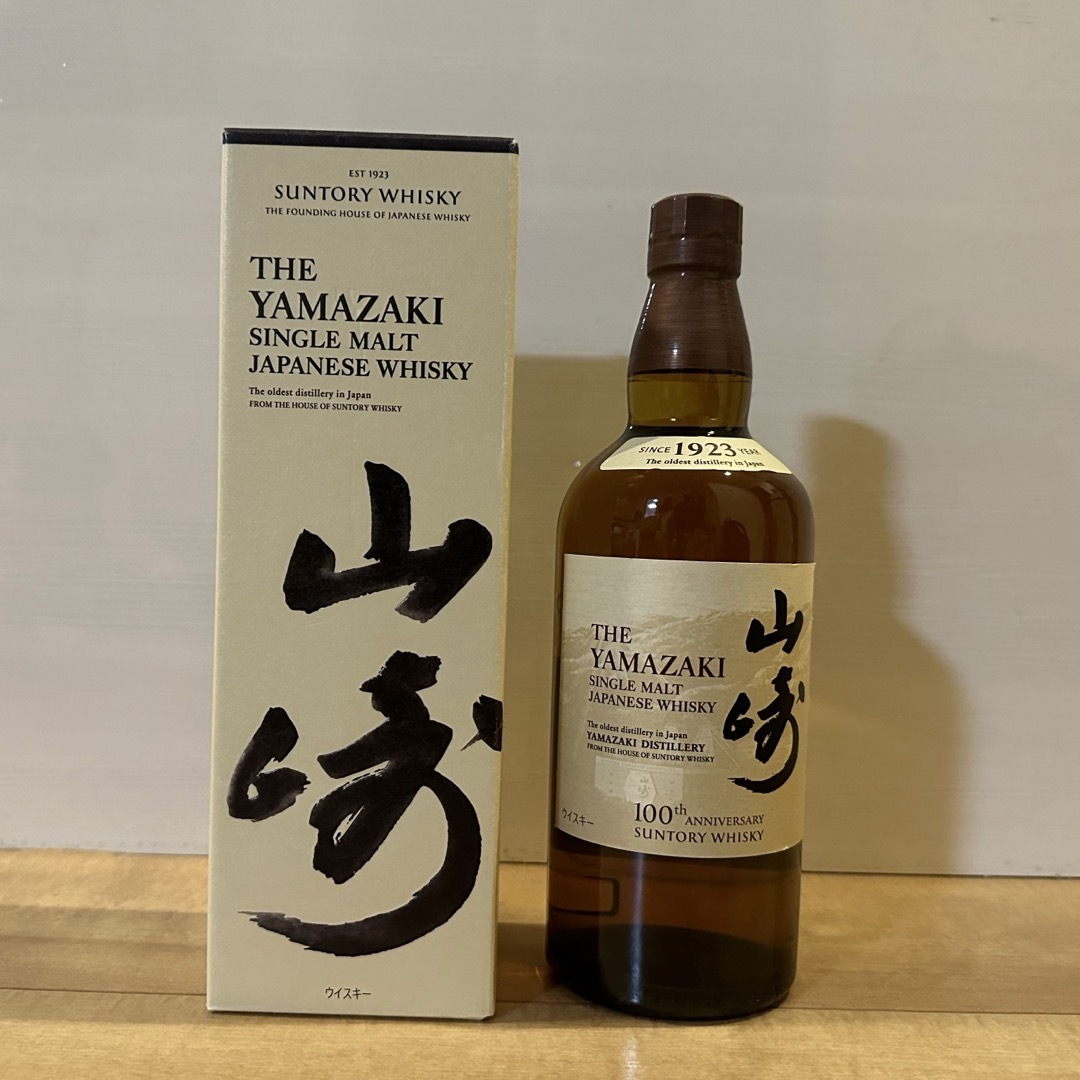 EST 1923
SUNTORY WHISKY
THE FOUNDING HOUSE OF JAPANESE WHISKY
THE
YAMAZAKI
SINGLE MALT
JAPANESE WHISKY
The oldest distillery in Japan
FROM THE HOUSE OF SUNTORY WHISKY
山崎
ウイスキー
SINCE 1923 YEAR
The oldest distillery in Japan
THE
YAMAZAKI
SINGLE MALT
JAPANESE WHISKY
The oldest distillery in Japan
YAMAZAKI DISTILLERY
FROM THE HOUSE OF SUNTORY WHISKY
山崎
山崎
ウイスキー
100th ANNIVERSARY
SUNTORY WHISKY